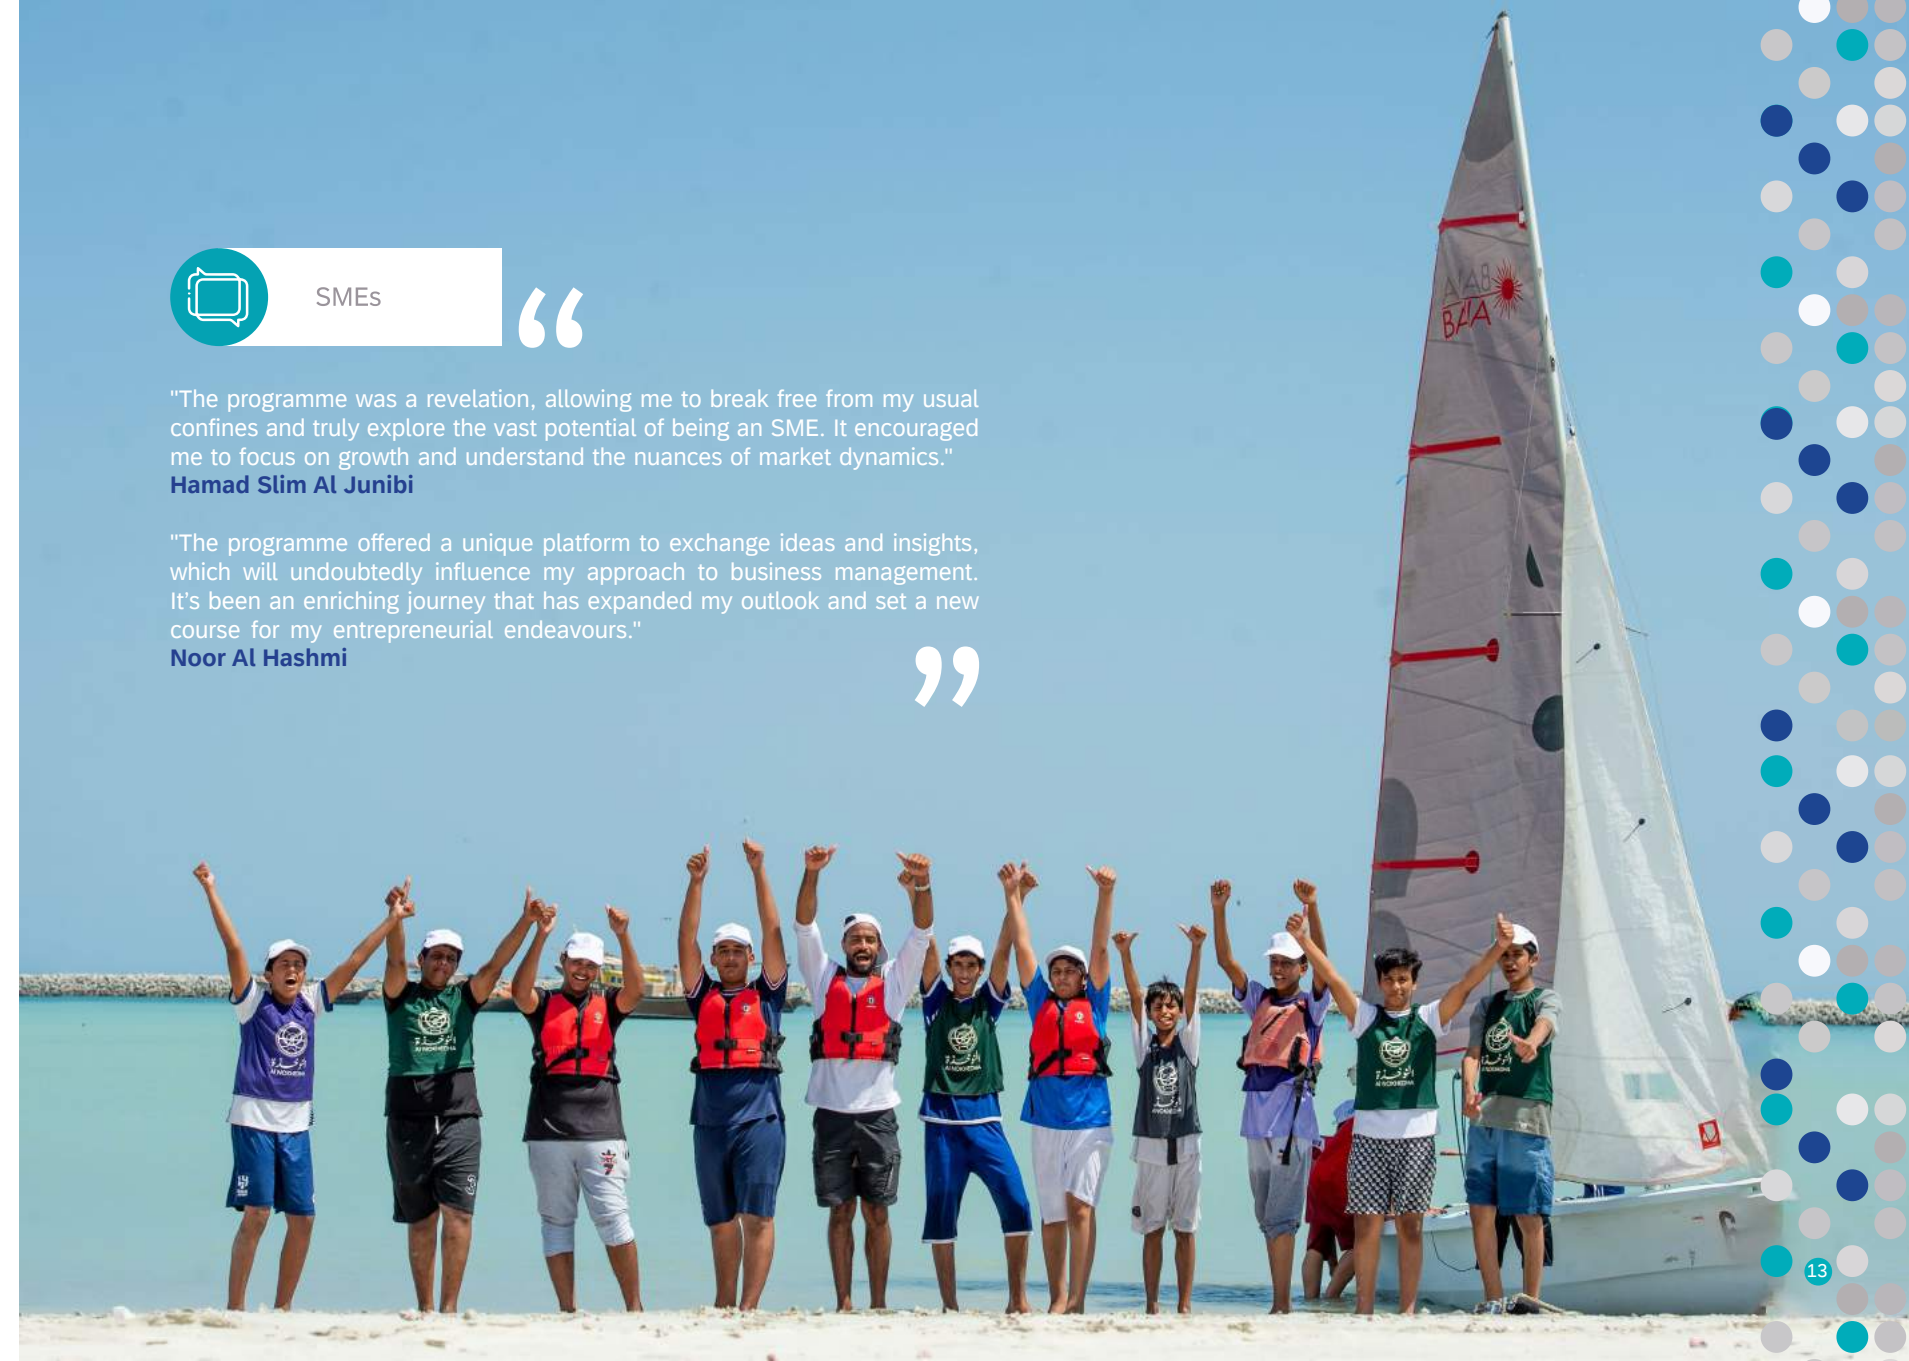 SMEs
"The programme was a revelation, allowing me to break free from my usual
confines and truly explore the vast potential of being an SME. It encouraged
me to focus on growth and understand the nuances of market dynamics."
Hamad Slim Al Junibi
"The programme offered a unique platform to exchange ideas and insights,
which will undoubtedly influence my approach to business management.
It’s been an enriching journey that has expanded my outlook and set a new
course for my entrepreneurial endeavours."
Noor Al Hashmi
BAIA
النوخذة
Al NOKHEDHA
13